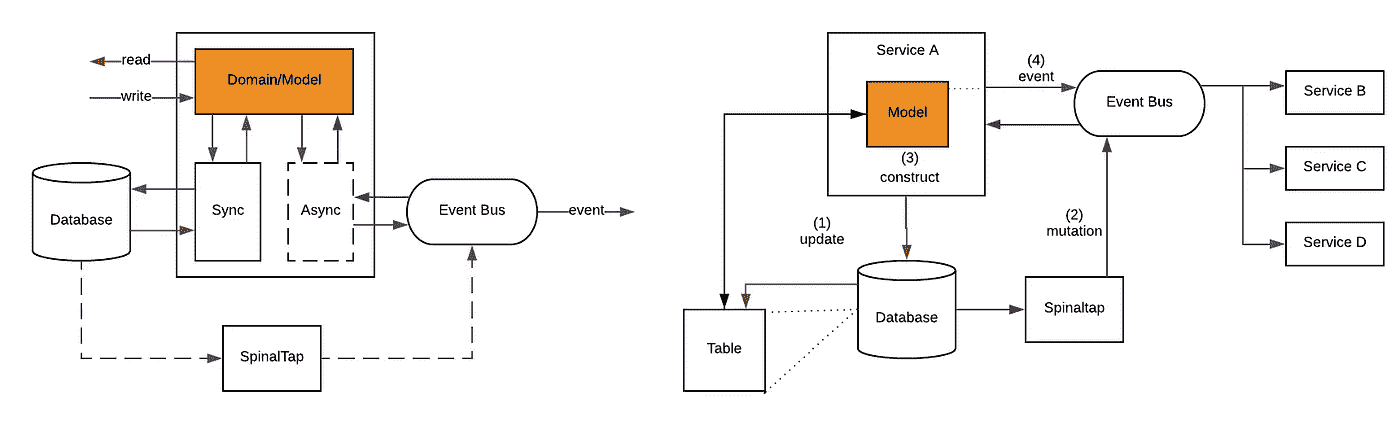 read
write
Domain/Model
Database
Sync
Async
Event Bus
event
SpinalTap
Service A
Model
(3)
construct
(4)
event
Event Bus
Service B
Service C
Service D
(1)
update
(2)
mutation
Database
Spinaltap
Table